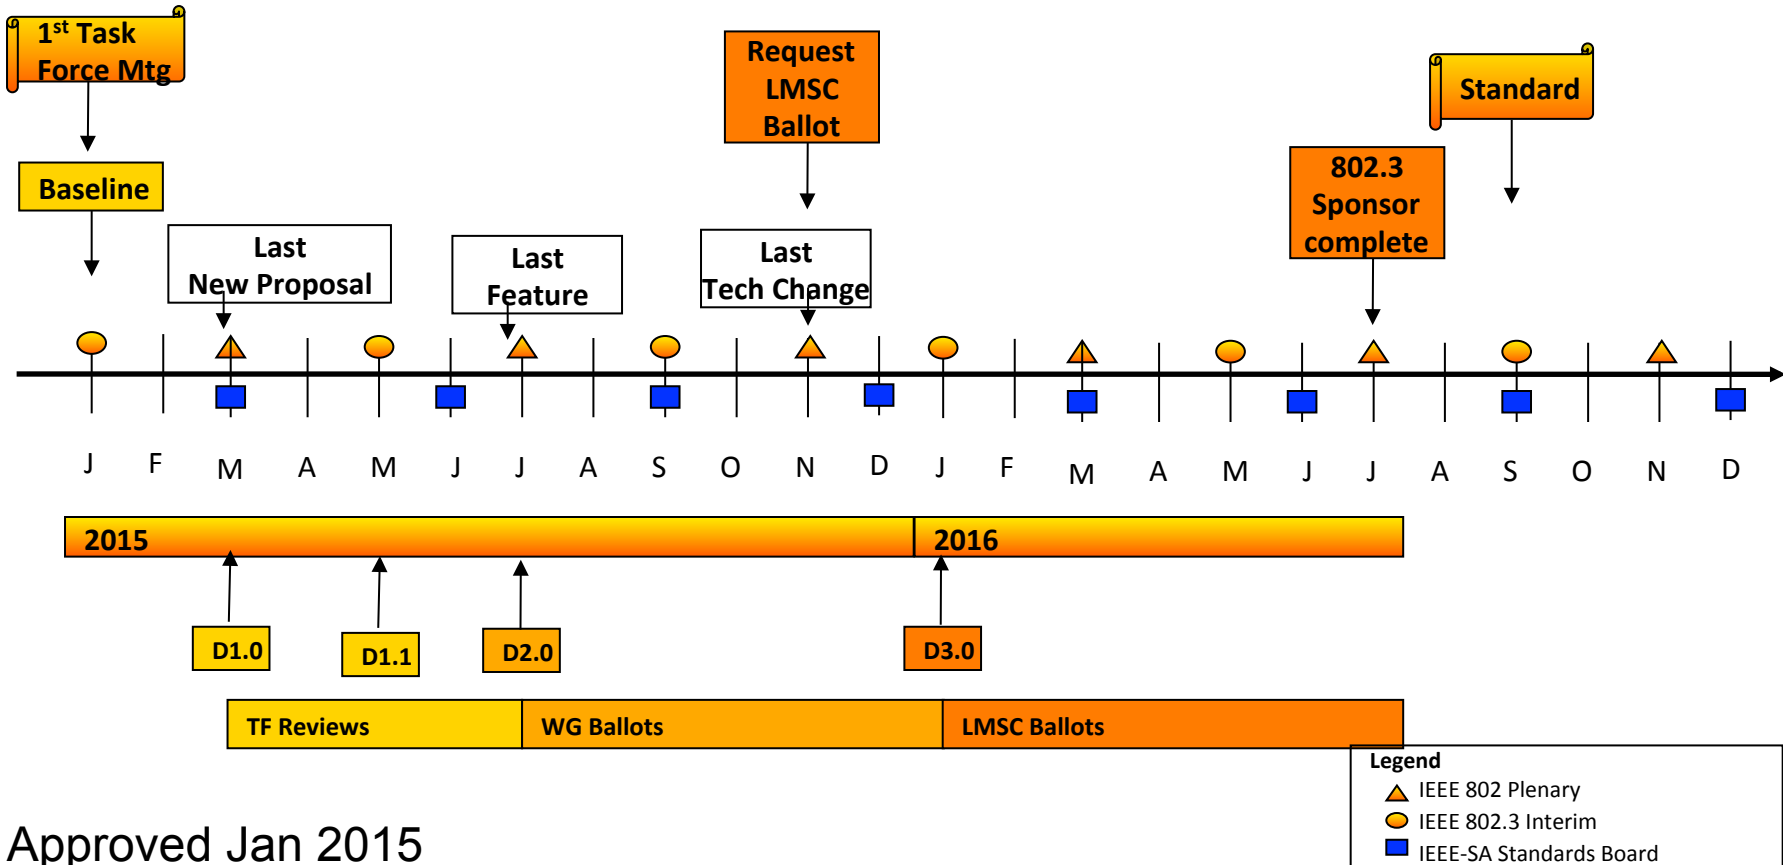 1st Task
Force Mtg
Request
LMSC
Ballot
Standard
Baseline
802.3
Sponsor
complete
Last
New Proposal
Last
Feature
Last
Tech Change
J F M A M J J A S O N D J F M A M J J A S O N D
2015 2016
D1.0 D1.1 D2.0 D3.0
TF Reviews WG Ballots LMSC Ballots
Legend
IEEE 802 Plenary
IEEE 802.3 Interim
IEEE-SA Standards Board
Approved Jan 2015